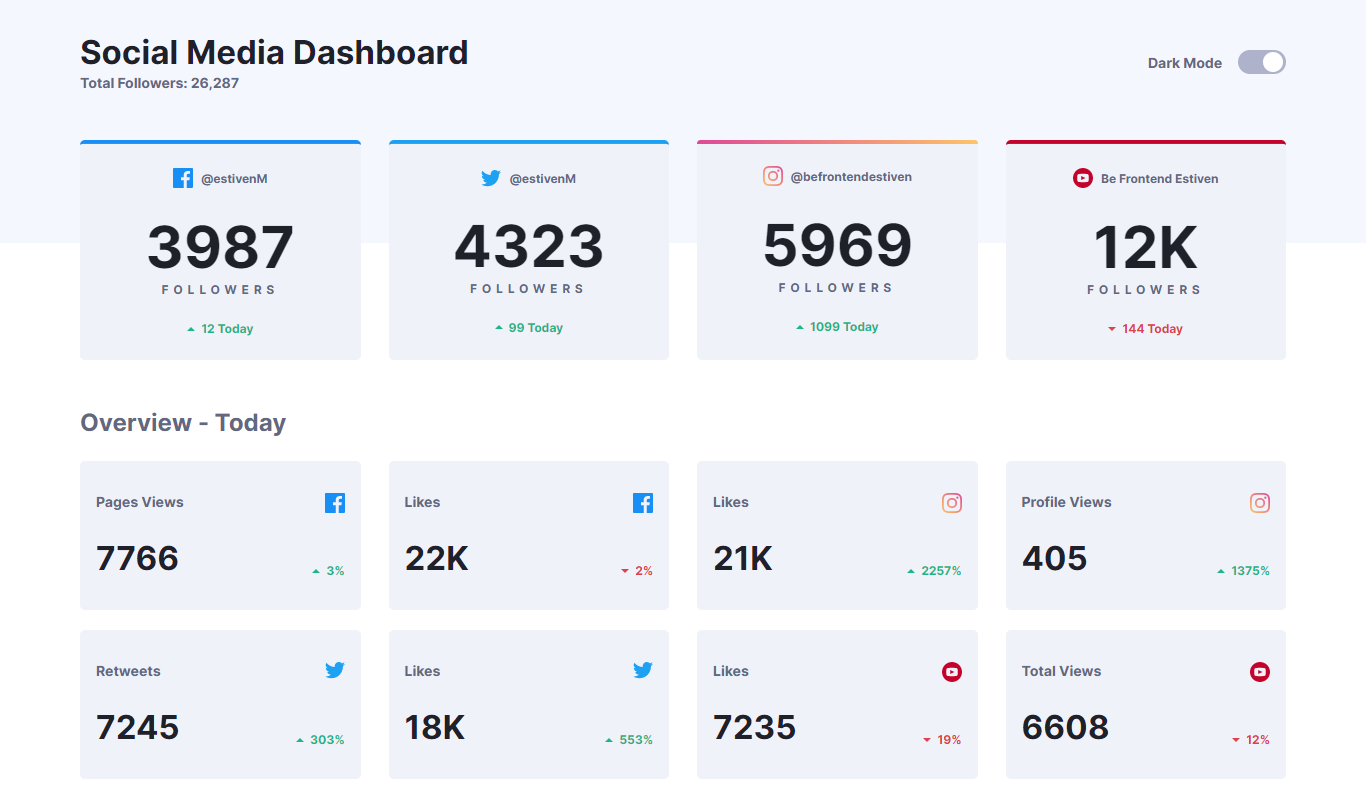 Social Media Dashboard
Total Followers: 26,287
Dark Mode
@estivenM
3987
FOLLOWERS
12 Today
@estivenM
4323
FOLLOWERS
99 Today
@befrontendestiven
5969
FOLLOWERS
1099 Today
Be Frontend Estiven
12K
FOLLOWERS
144 Today
Overview - Today
Pages Views
7766
3%
Likes
22K
2%
Likes
21K
2257%
Profile Views
405
1375%
Retweets
7245
303%
Likes
18K
553%
Likes
7235
19%
Total Views
6608
12%